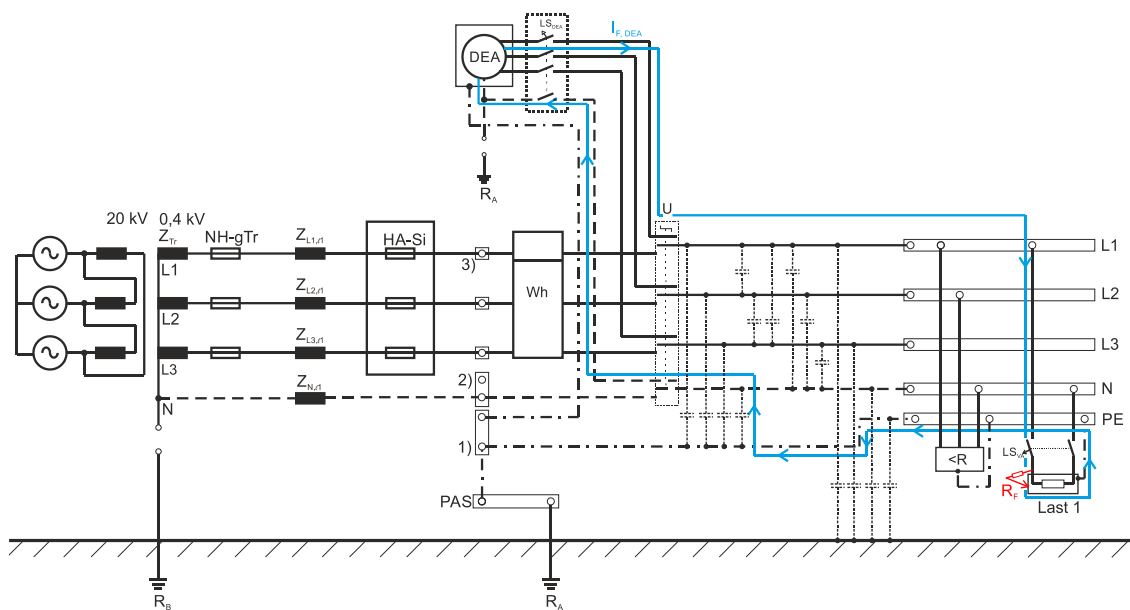 LS_DEA
I_F, DEA
DEA
R_A
U
20 kV
0,4 kV
Z_Tr
NH-gTr
Z_L1,rl
HA-Si
L1
3)
Wh
L1
Z_L2,rl
L2
L2
Z_L3,rl
L3
L3
2)
Z_N,rl
N
N
1)
PE
<R
LS_VA
R_F
PAS
Last 1
R_B
R_A